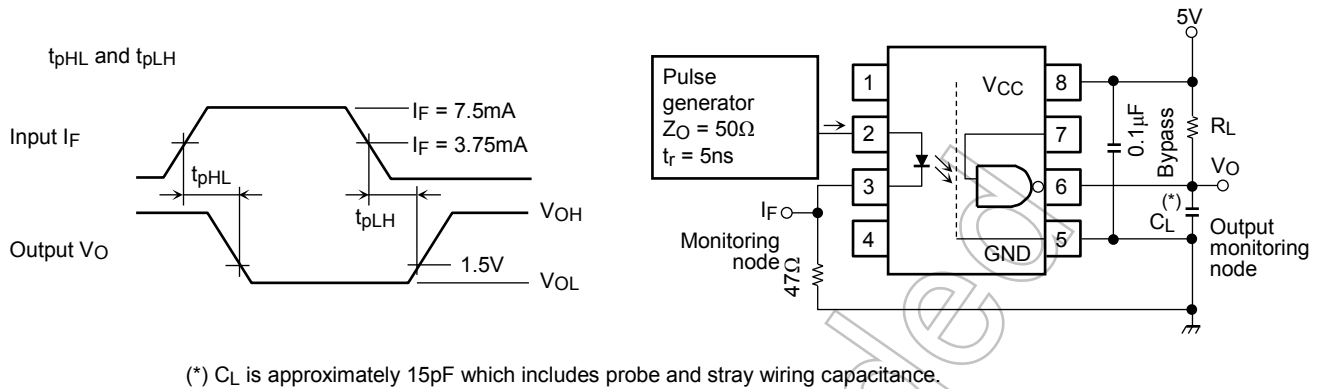 tpHL and tpLH
Input IF
IF = 7.5mA
IF = 3.75mA
tpHL
tpLH
Output VO
VOH
1.5V
VOL
5V
Pulse
generator
ZO = 50Ω
tr = 5ns
1
2
3
4
VCC
8
7
6
5
GND
0.1μF
Bypass
RL
VO
(*)
CL
Output
monitoring
node
IF
Monitoring
node
47Ω
(*) CL is approximately 15pF which includes probe and stray wiring capacitance.